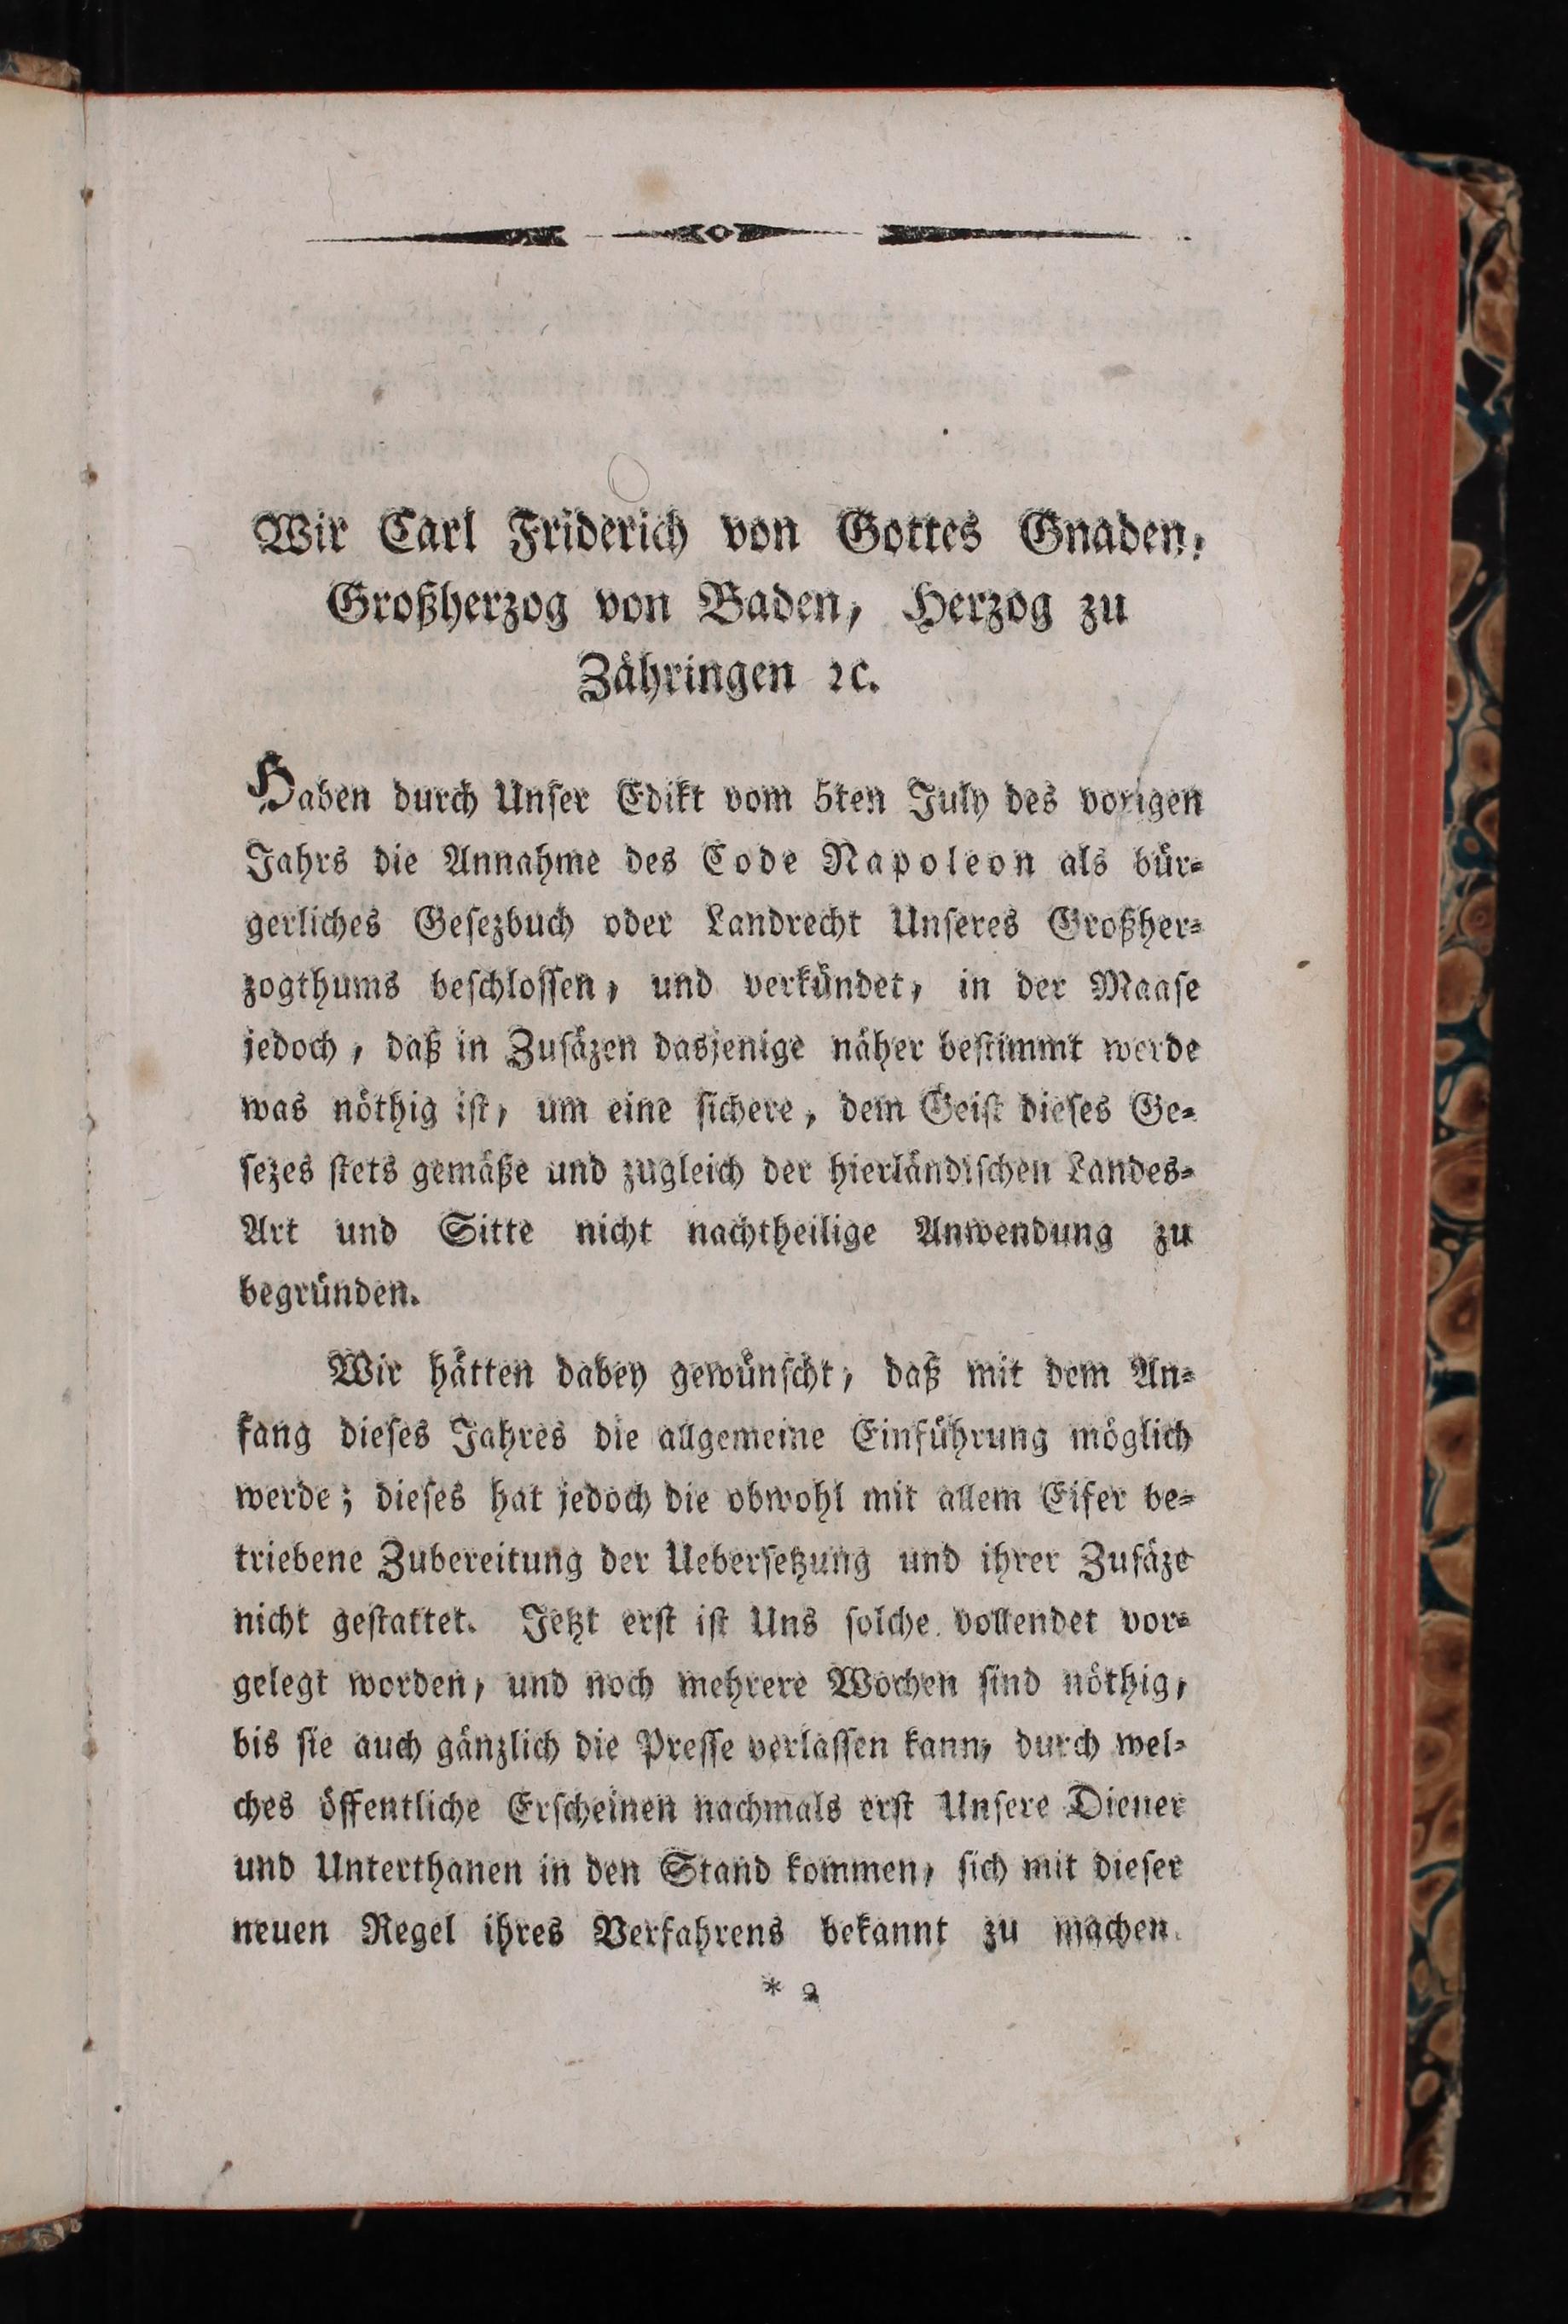 Wir Carl Friderich von Gottes Gnaden,
Großherzog von Baden, Herzog zu
Zähringen ꝛc.
Haben durch Unser Edikt vom 5ten July des vorigen
Jahrs die Annahme des Code Napoleon als bür-
gerliches Gesezbuch oder Landrecht Unseres Großher-
zogthums beschlossen, und verkündet, in der Maase
jedoch, daß in Zusäzen dasjenige näher bestimmt werde
was nöthig ist, um eine sichere, dem Geist dieses Ge-
sezes stets gemäße und zugleich der hierländischen Landes-
Art und Sitte nicht nachtheilige Anwendung zu
begründen.
Wir hätten dabey gewünscht, daß mit dem An-
fang dieses Jahres die allgemeine Einführung möglich
werde; dieses hat jedoch die obwohl mit allem Eifer be-
triebene Zubereitung der Uebersetzung und ihrer Zusäze
nicht gestattet. Jetzt erst ist Uns solche vollendet vor-
gelegt worden, und noch mehrere Wochen sind nöthig,
bis sie auch gänzlich die Presse verlassen kann, durch wel-
ches öffentliche Erscheinen nachmals erst Unsere Diener
und Unterthanen in den Stand kommen, sich mit dieser
neuen Regel ihres Verfahrens bekannt zu machen.
* 2